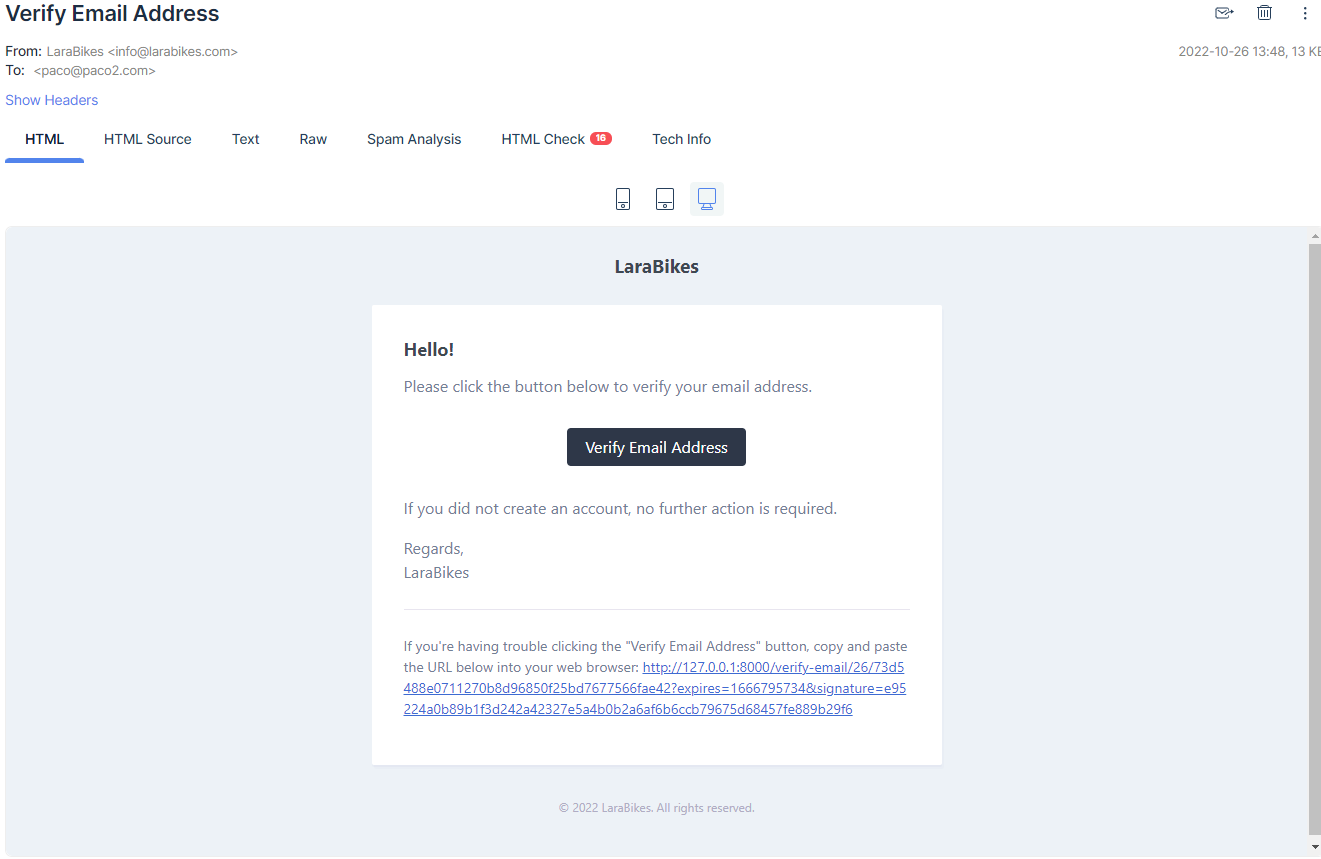 Verify Email Address
From: LaraBikes <info@larabikes.com>
2022-10-26 13:48, 13 KE
To: <paco@paco2.com>
Show Headers
HTML HTML Source Text Raw Spam Analysis HTML Check 16 Tech Info
LaraBikes
Hello!
Please click the button below to verify your email address.
Verify Email Address
If you did not create an account, no further action is required.
Regards,
LaraBikes
If you're having trouble clicking the "Verify Email Address" button, copy and paste
the URL below into your web browser: http://127.0.0.1:8000/verify-email/26/73d5
488e0711270b8d96850f25bd7677566fae42?expires=1666795734&signature=e95
224a0b89b1f3d242a42327e5a4b0b2a6af6b6ccb79675d68457fe889b29f6
© 2022 LaraBikes. All rights reserved.